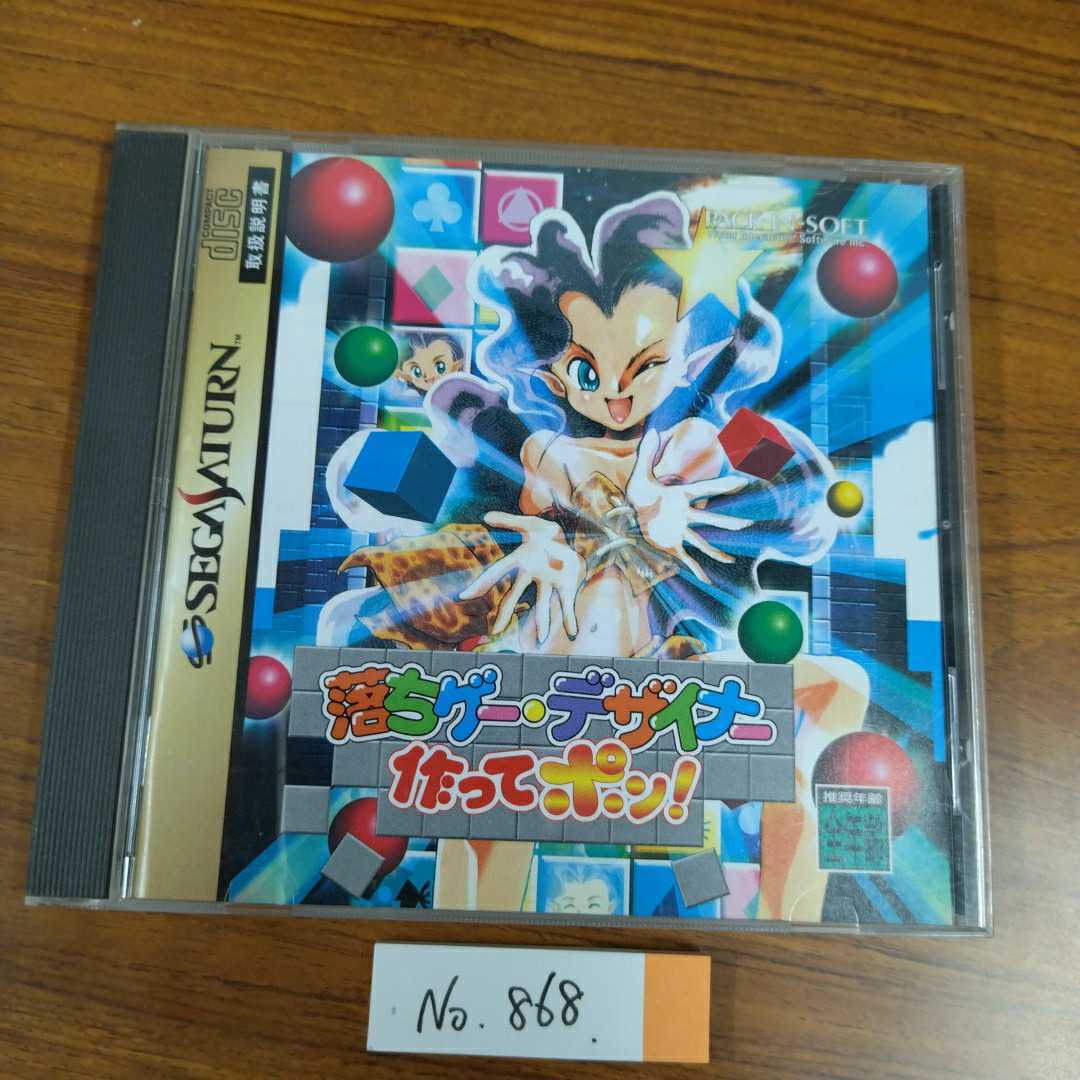 COMPACT
disc
取扱説明書
SEGA SATURN™
PACK-IN-SOFT
落ちゲー・デザイナー
作ってポン!
推奨年齢
No. 868.